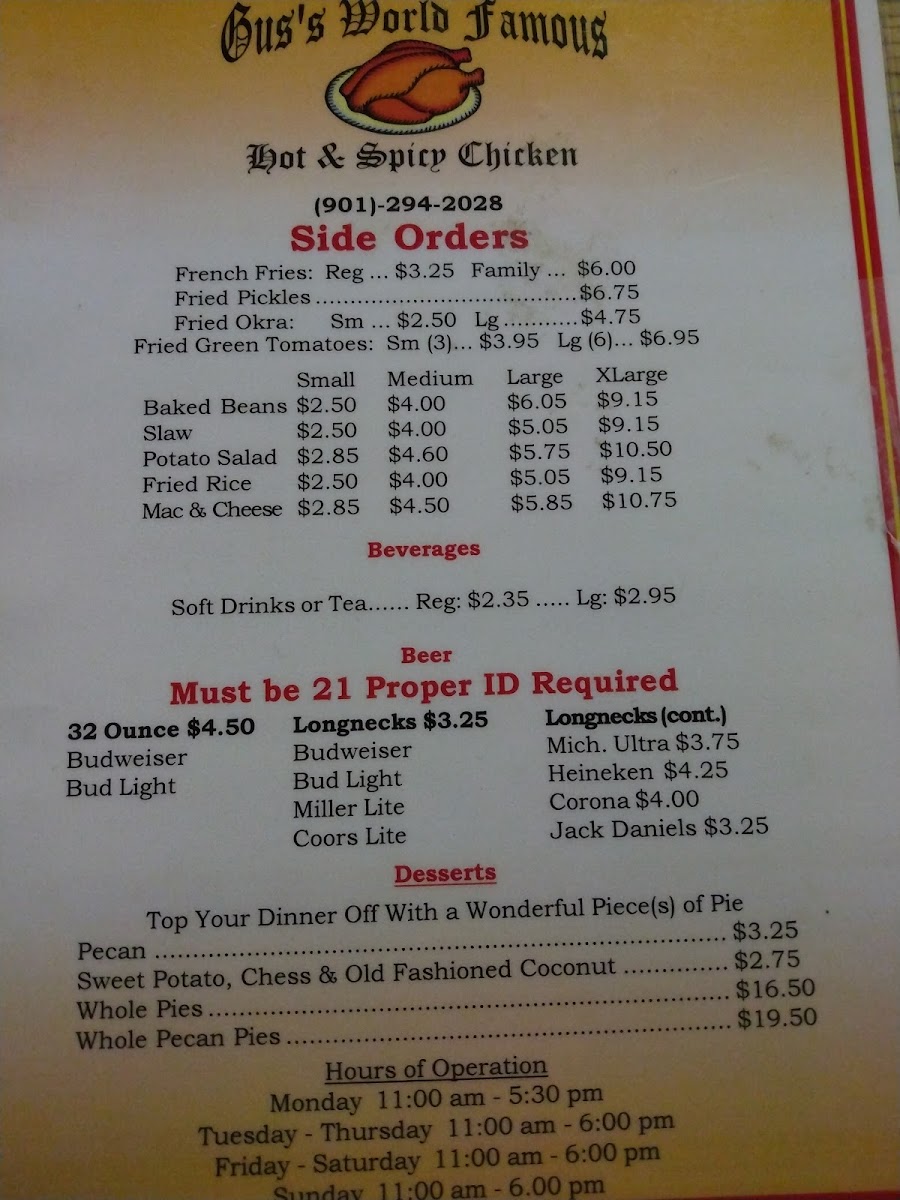 Gus's World Famous
Hot & Spicy Chicken
(901)-294-2028
Side Orders
French Fries: Reg ... $3.25 Family ... $6.00
Fried Pickles ..................................... $6.75
Fried Okra: Sm ... $2.50 Lg ........... $4.75
Fried Green Tomatoes: Sm (3)... $3.95 Lg (6)... $6.95
Small Medium Large XLarge
Baked Beans $2.50 $4.00 $6.05 $9.15
Slaw $2.50 $4.00 $5.05 $9.15
Potato Salad $2.85 $4.60 $5.75 $10.50
Fried Rice $2.50 $4.00 $5.05 $9.15
Mac & Cheese $2.85 $4.50 $5.85 $10.75
Beverages
Soft Drinks or Tea...... Reg: $2.35 ..... Lg: $2.95
Beer
Must be 21 Proper ID Required
32 Ounce $4.50
Budweiser
Bud Light
Longnecks $3.25
Budweiser
Bud Light
Miller Lite
Coors Lite
Longnecks (cont.)
Mich. Ultra $3.75
Heineken $4.25
Corona $4.00
Jack Daniels $3.25
Desserts
Top Your Dinner Off With a Wonderful Piece(s) of Pie
Pecan ................................................................................ $3.25
Sweet Potato, Chess & Old Fashioned Coconut .............. $2.75
Whole Pies ......................................................................... $16.50
Whole Pecan Pies .............................................................. $19.50
Hours of Operation
Monday 11:00 am - 5:30 pm
Tuesday - Thursday 11:00 am - 6:00 pm
Friday - Saturday 11:00 am - 6:00 pm
Sunday 11:00 am - 6.00 pm